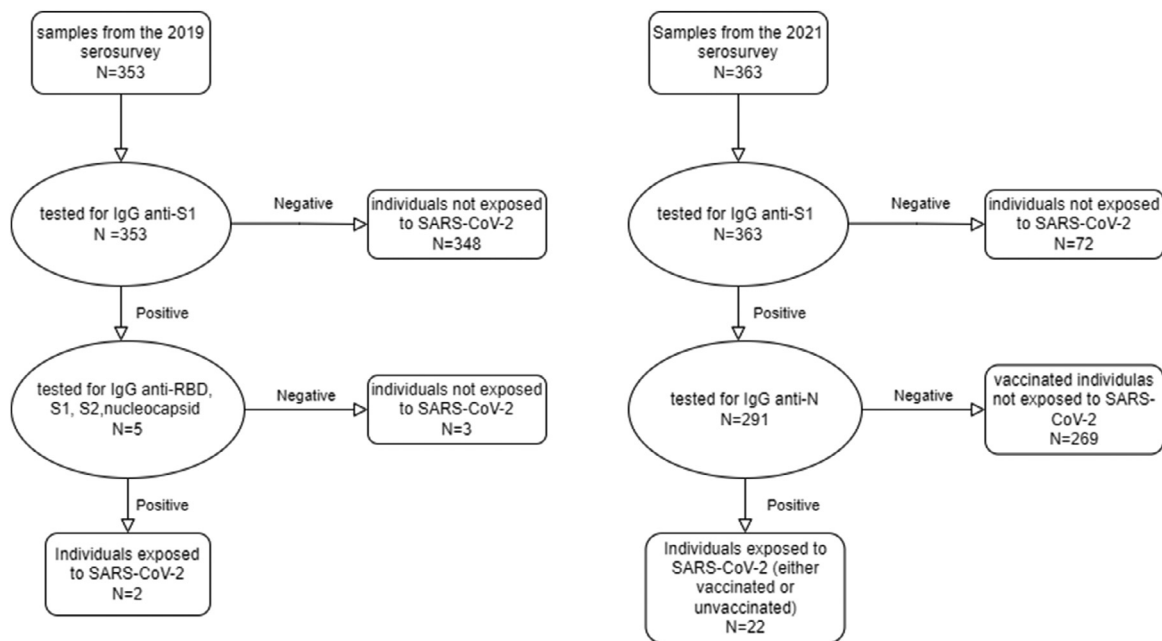 samples from the 2019
serosurvey
N=353
tested for IgG anti-S1
N =353
Negative
individuals not exposed
to SARS-CoV-2
N=348
Positive
tested for IgG anti-RBD,
S1, S2,nucleocapsid
N=5
Negative
individuals not exposed
to SARS-CoV-2
N=3
Positive
Individuals exposed
to SARS-CoV-2
N=2
Samples from the 2021
serosurvey
N=363
tested for IgG anti-S1
N=363
Negative
individuals not exposed
to SARS-CoV-2
N=72
Positive
tested for IgG anti-N
N=291
Negative
vaccinated individulas
not exposed to SARS-
CoV-2
N=269
Positive
Individuals exposed to
SARS-CoV-2 (either
vaccinated or
unvaccinated)
N=22